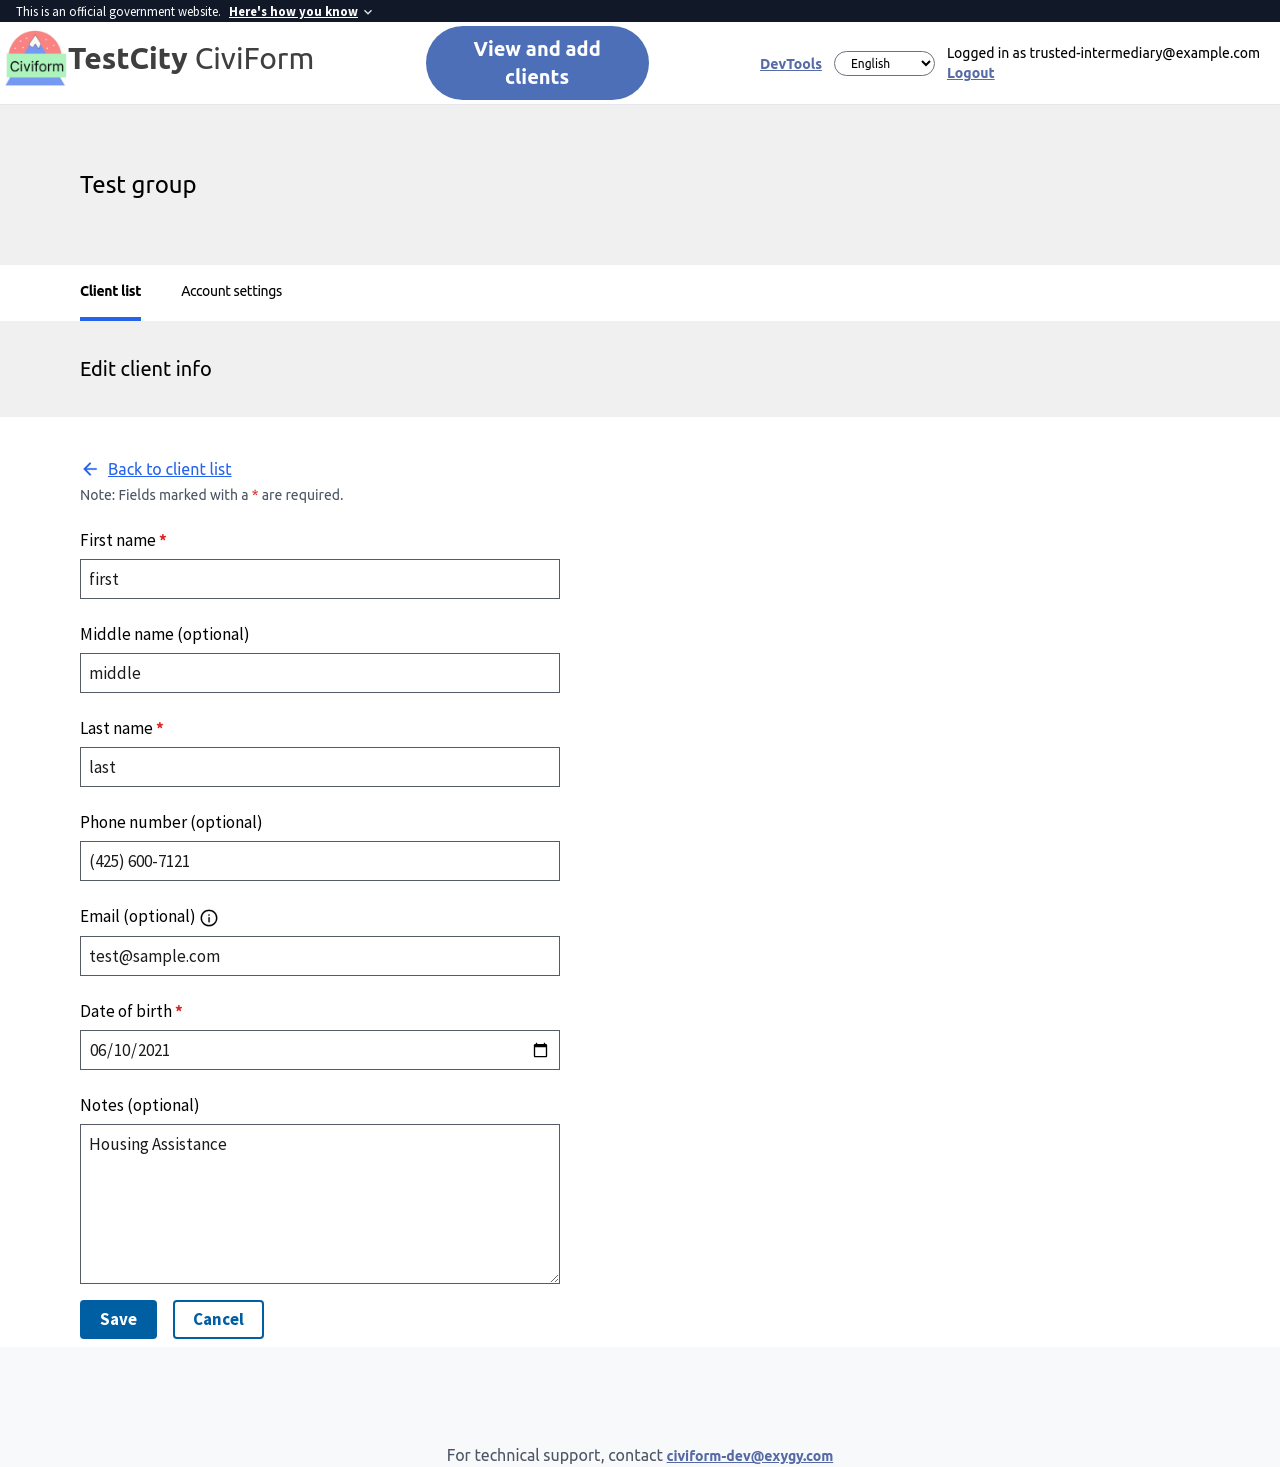 This is an official government website. Here's how you know
Civiform
TestCity CiviForm
View and add
clients
DevTools
English
Logged in as trusted-intermediary@example.com
Logout
Test group
Client list
Account settings
Edit client info
Back to client list
Note: Fields marked with a * are required.
First name *
first
Middle name (optional)
middle
Last name *
last
Phone number (optional)
(425) 600-7121
Email (optional)
test@sample.com
Date of birth *
06/10/2021
Notes (optional)
Housing Assistance
Save
Cancel
For technical support, contact civiform-dev@exygy.com